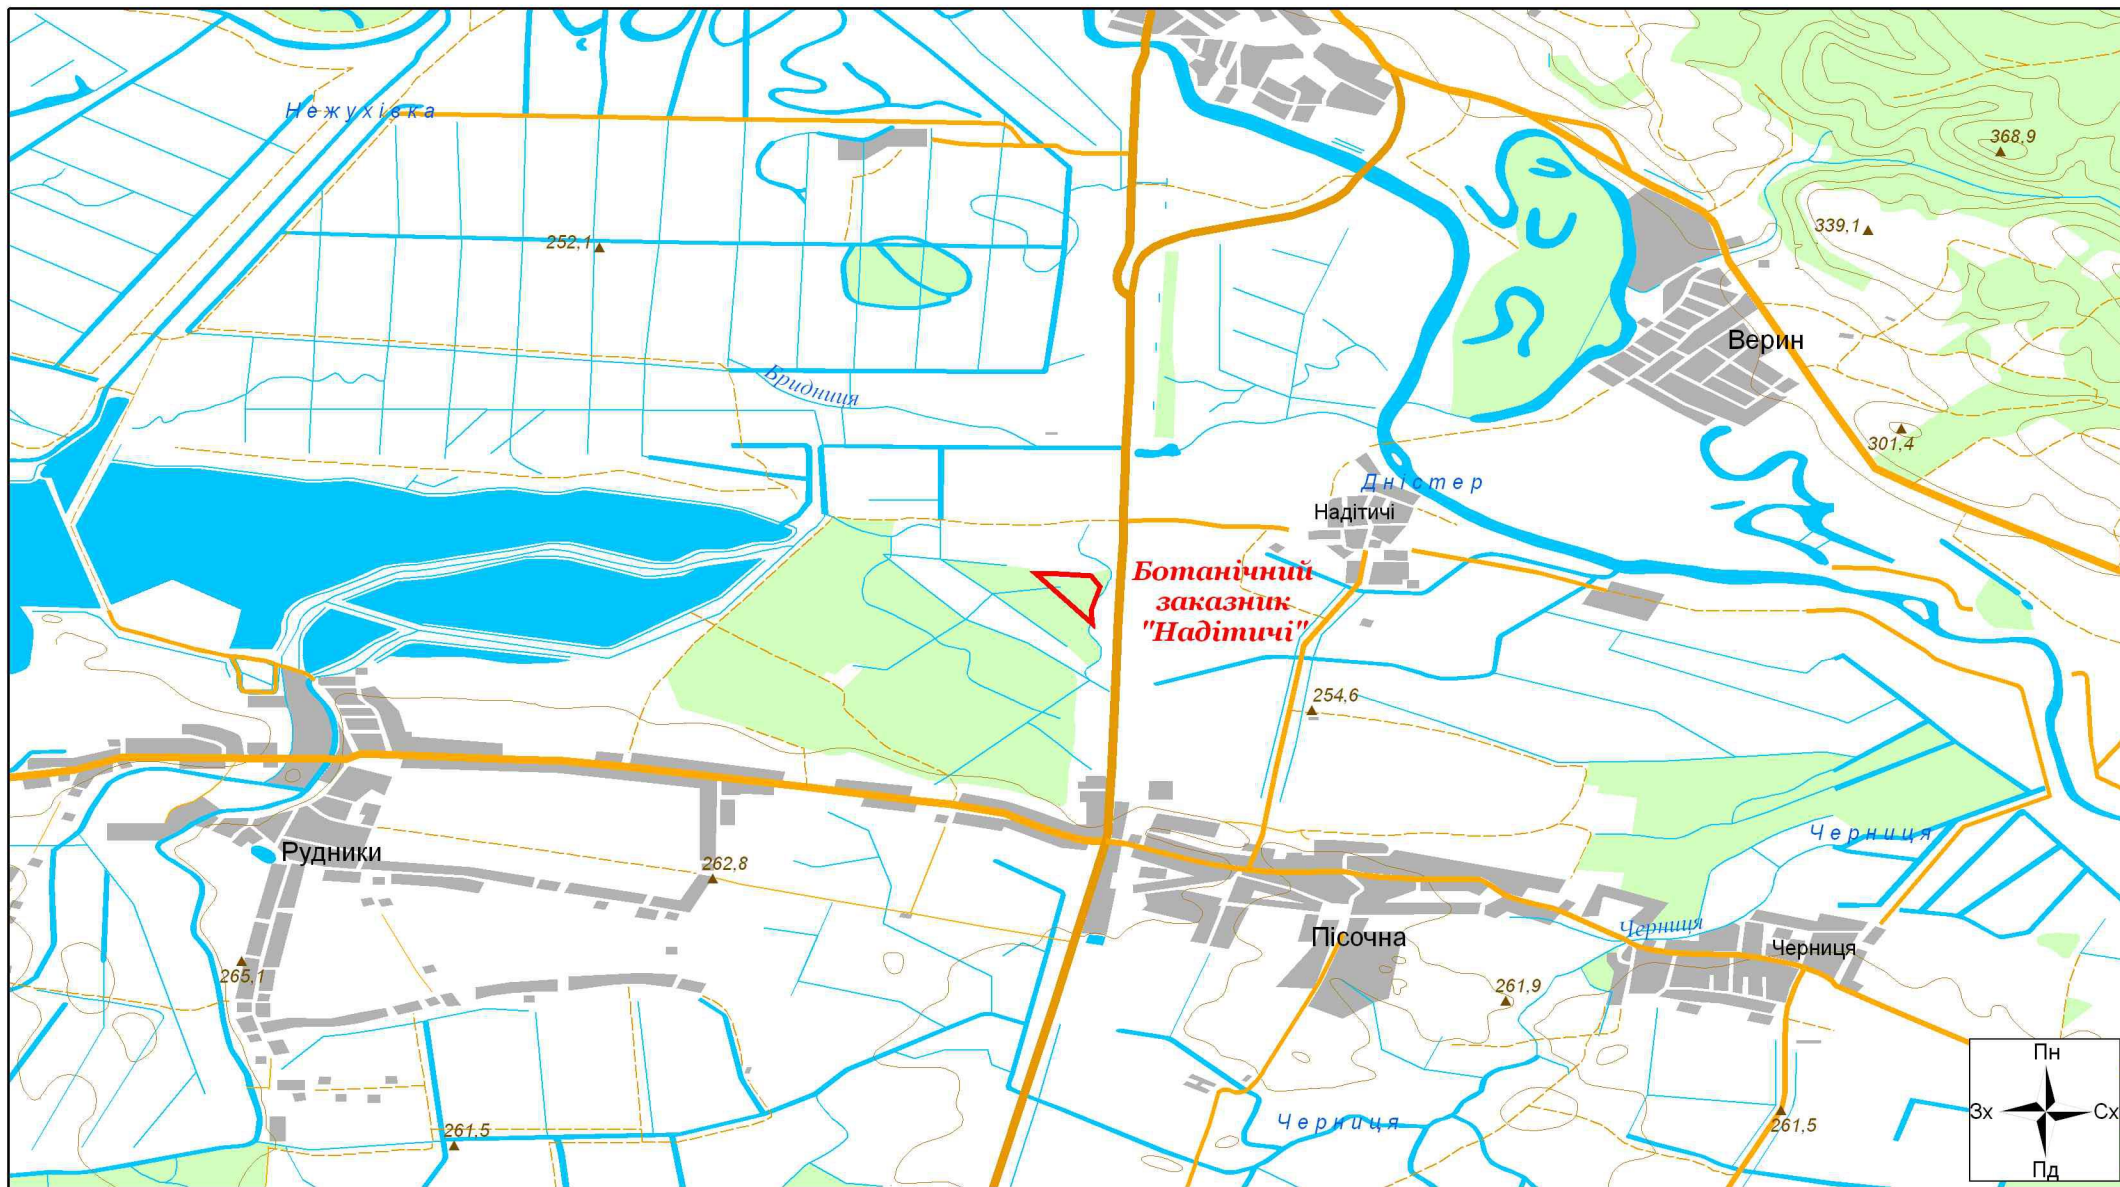 Нежухівка
368,9
339,1
252,1
Верин
Бридниця
301,4
Дністер
Надітичі
Ботанічний
заказник
"Надітичі"
254,6
Черниця
Рудники
262,8
Пісочна
Черниця
Черниця
265,1
261,9
Пн
Зх
Сх
Пд
Черниця
261,5
261,5